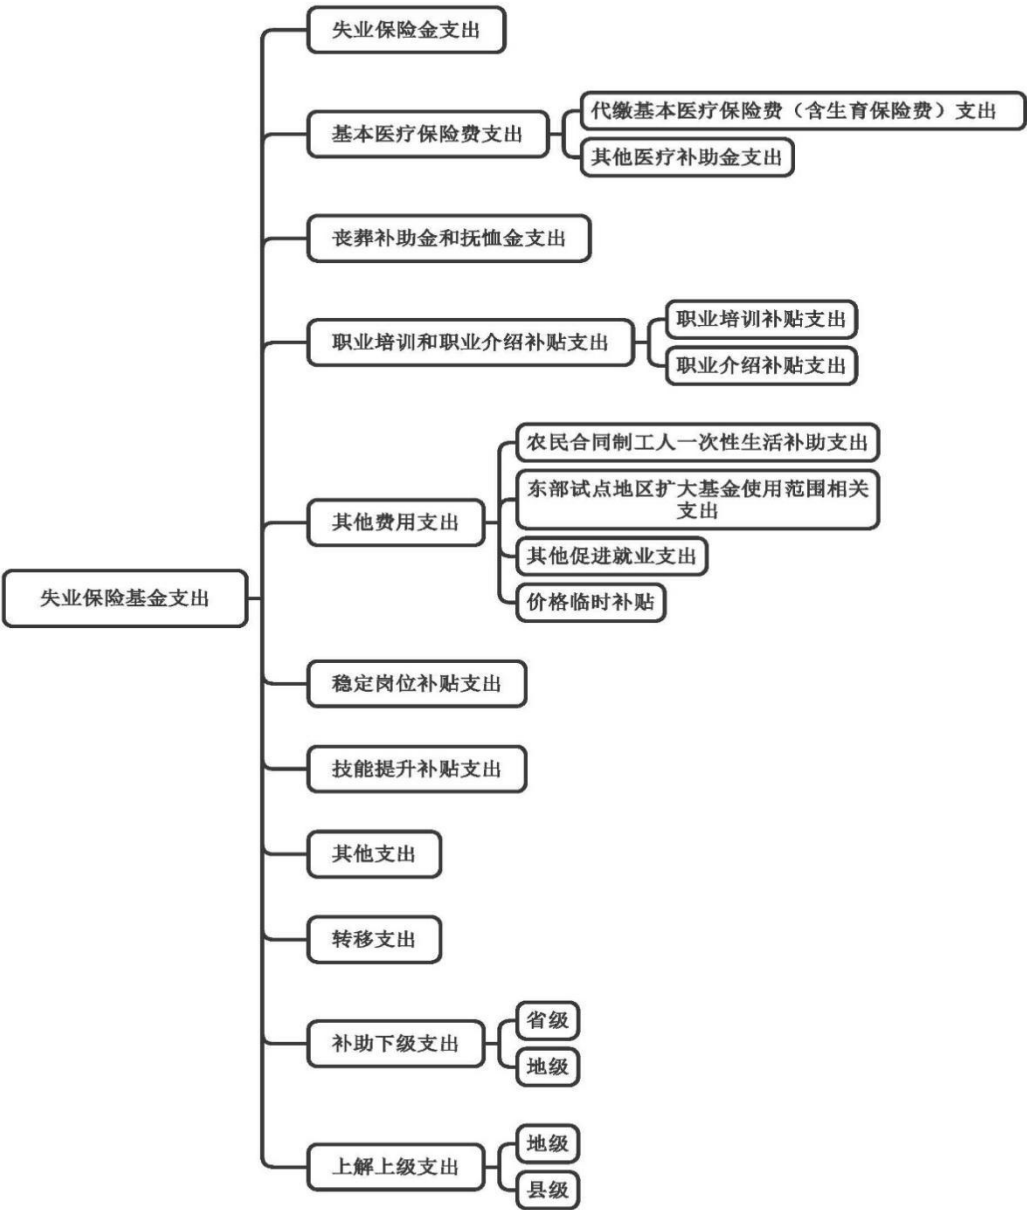 失业保险金支出
代缴基本医疗保险费（含生育保险费）支出
基本医疗保险费支出
其他医疗补助金支出
丧葬补助金和抚恤金支出
职业培训补贴支出
职业培训和职业介绍补贴支出
职业介绍补贴支出
农民合同制工人一次性生活补助支出
东部试点地区扩大基金使用范围相关
支出
其他费用支出
其他促进就业支出
价格临时补贴
失业保险基金支出
稳定岗位补贴支出
技能提升补贴支出
其他支出
转移支出
省级
补助下级支出
地级
地级
上解上级支出
县级